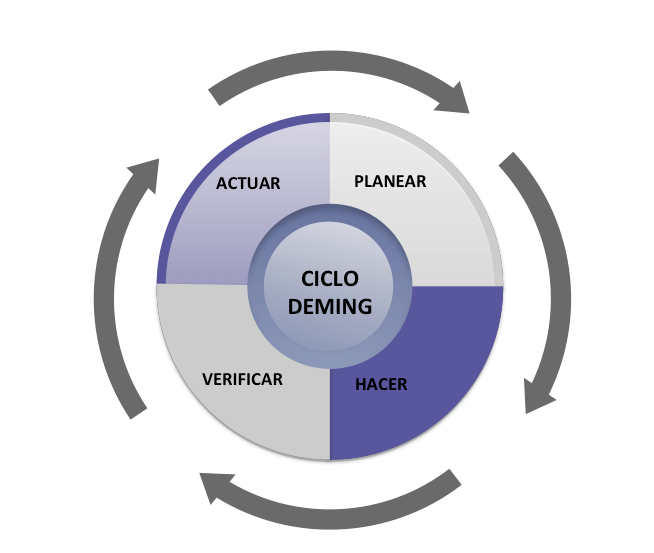 ACTUAR
PLANEAR
CICLO
DEMING
VERIFICAR
HACER